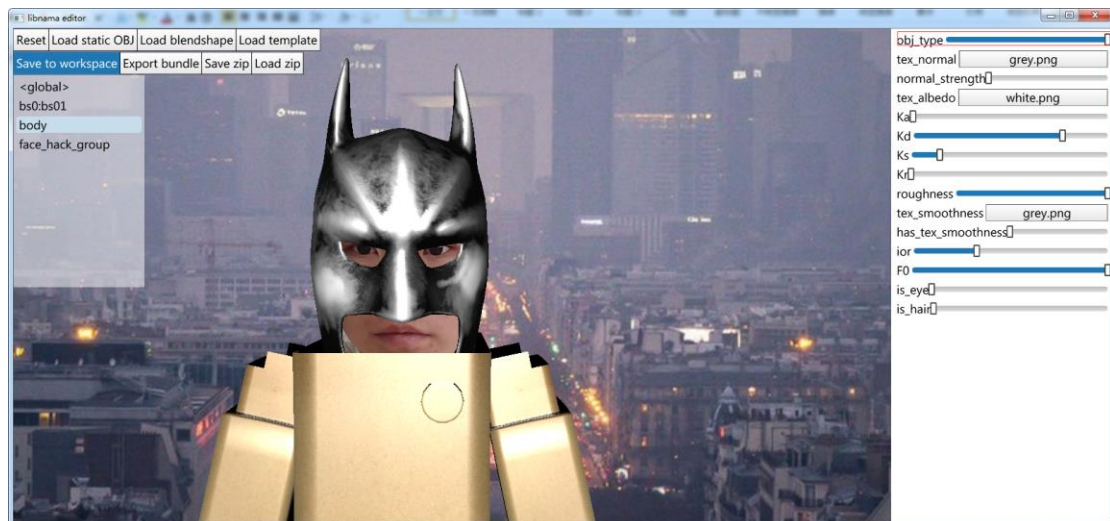 libnama editor
Reset Load static OBJ Load blendshape Load template
Save to workspace Export bundle Save zip Load zip
<global>
bs0:bs01
body
face_hack_group
obj_type
tex_normal grey.png
normal_strength
tex_albedo white.png
Ka
Kd
Ks
Kr
roughness
tex_smoothness grey.png
has_tex_smoothness
ior
F0
is_eye
is_hair